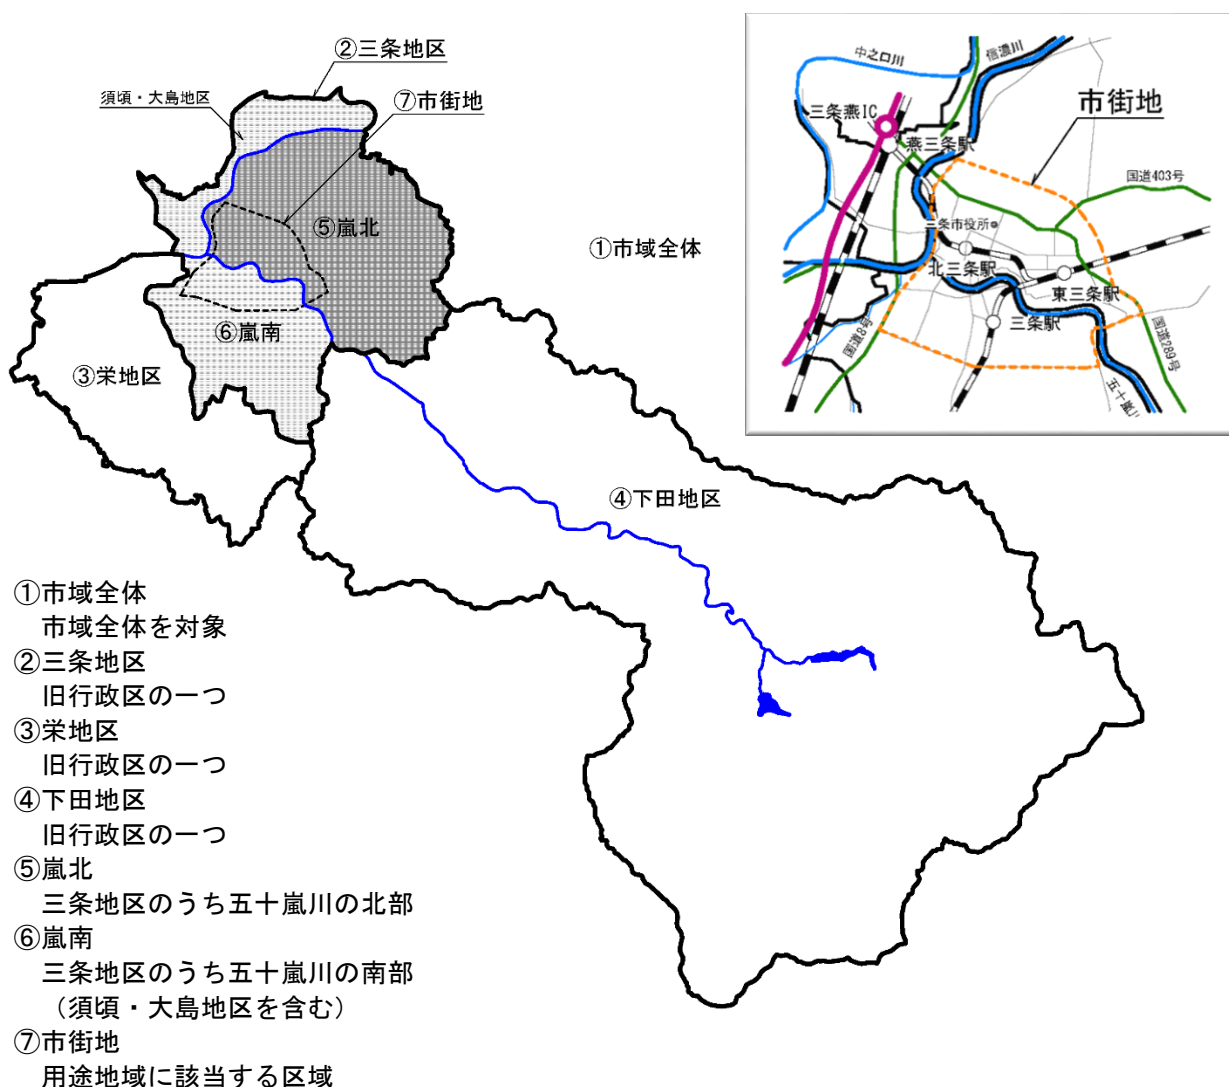 ②三条地区
須頃・大島地区
⑦市街地
⑤嵐北
①市域全体
⑥嵐南
③栄地区
④下田地区
中之口川
信濃川
市街地
三条燕IC
燕三条駅
国道403号
三条市役所
北三条駅
東三条駅
三条駅
国道8号
国道289号
五十嵐川
①市域全体
市域全体を対象
②三条地区
旧行政区の一つ
③栄地区
旧行政区の一つ
④下田地区
旧行政区の一つ
⑤嵐北
三条地区のうち五十嵐川の北部
⑥嵐南
三条地区のうち五十嵐川の南部
（須頃・大島地区を含む）
⑦市街地
用途地域に該当する区域